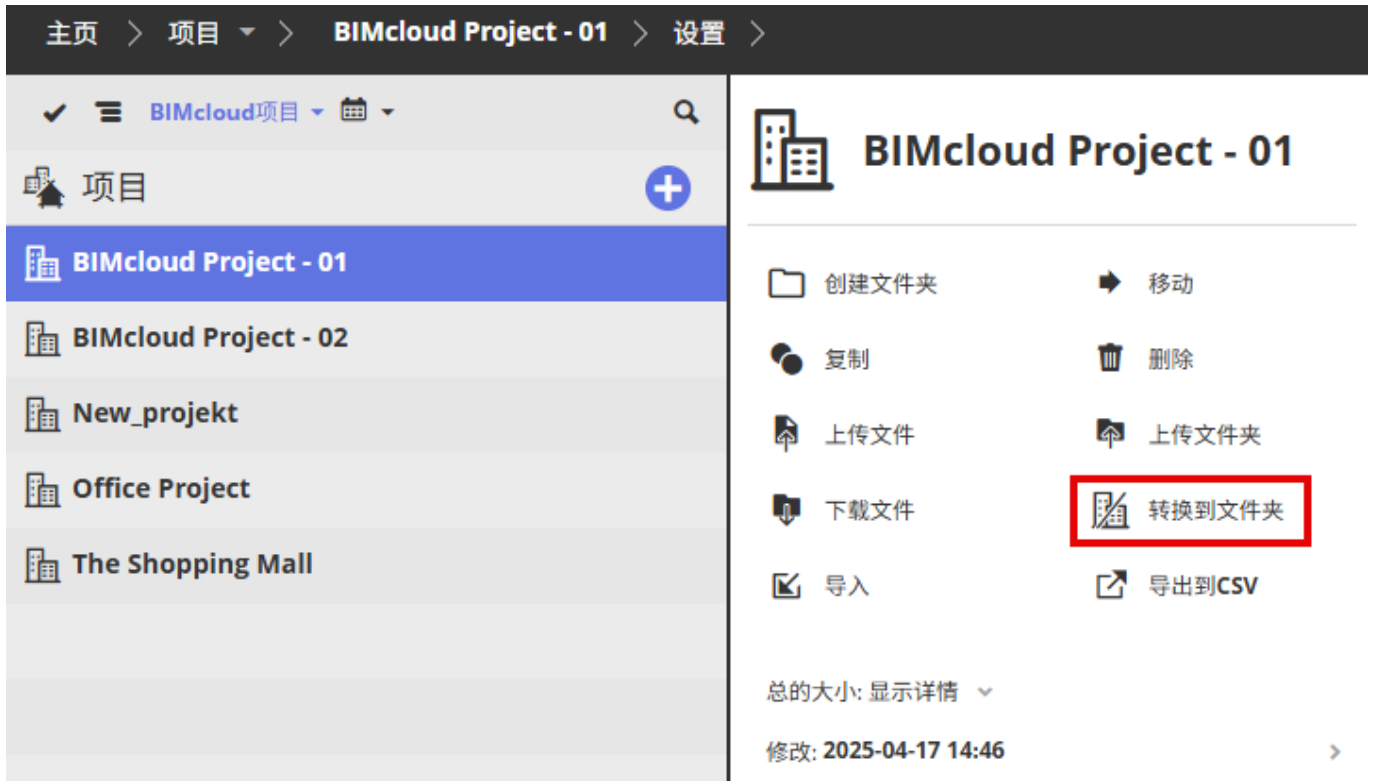 主页 > 项目 > BIMcloud Project - 01 > 设置 >
BIMcloud项目
项目
BIMcloud Project - 01
BIMcloud Project - 02
New_projekt
Office Project
The Shopping Mall
BIMcloud Project - 01
创建文件夹 移动
复制 删除
上传文件 上传文件夹
下载文件 转换到文件夹
导入 导出到CSV
总的大小: 显示详情
修改: 2025-04-17 14:46